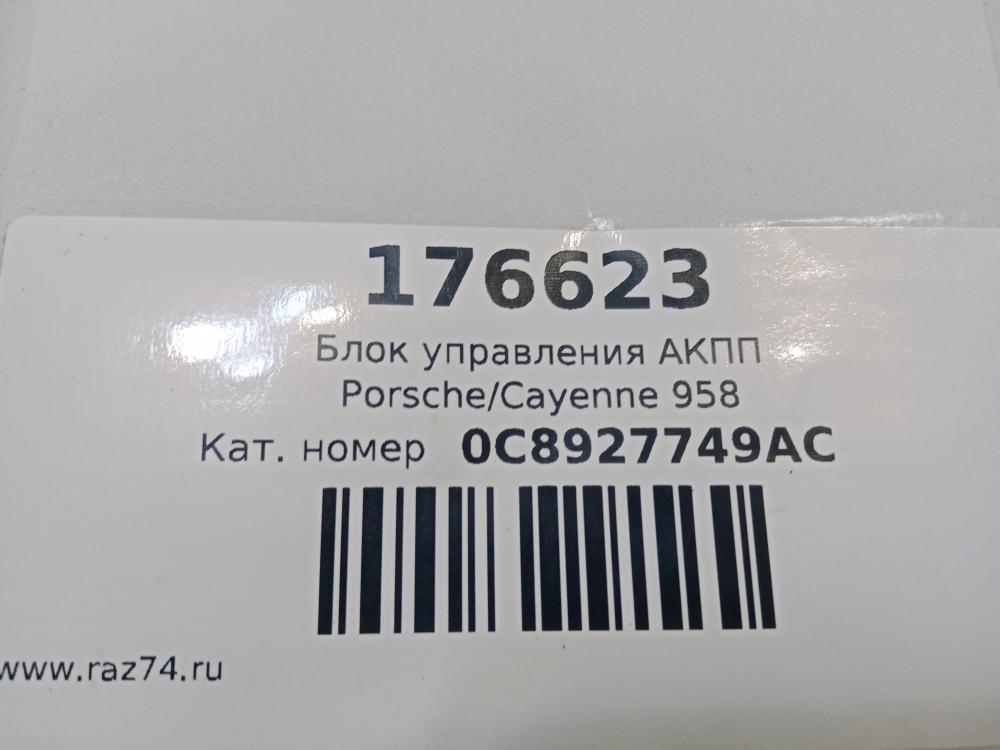 176623
Блок управления АКПП
Porsche/Cayenne 958
Кат. номер 0C8927749AC
www.raz74.ru